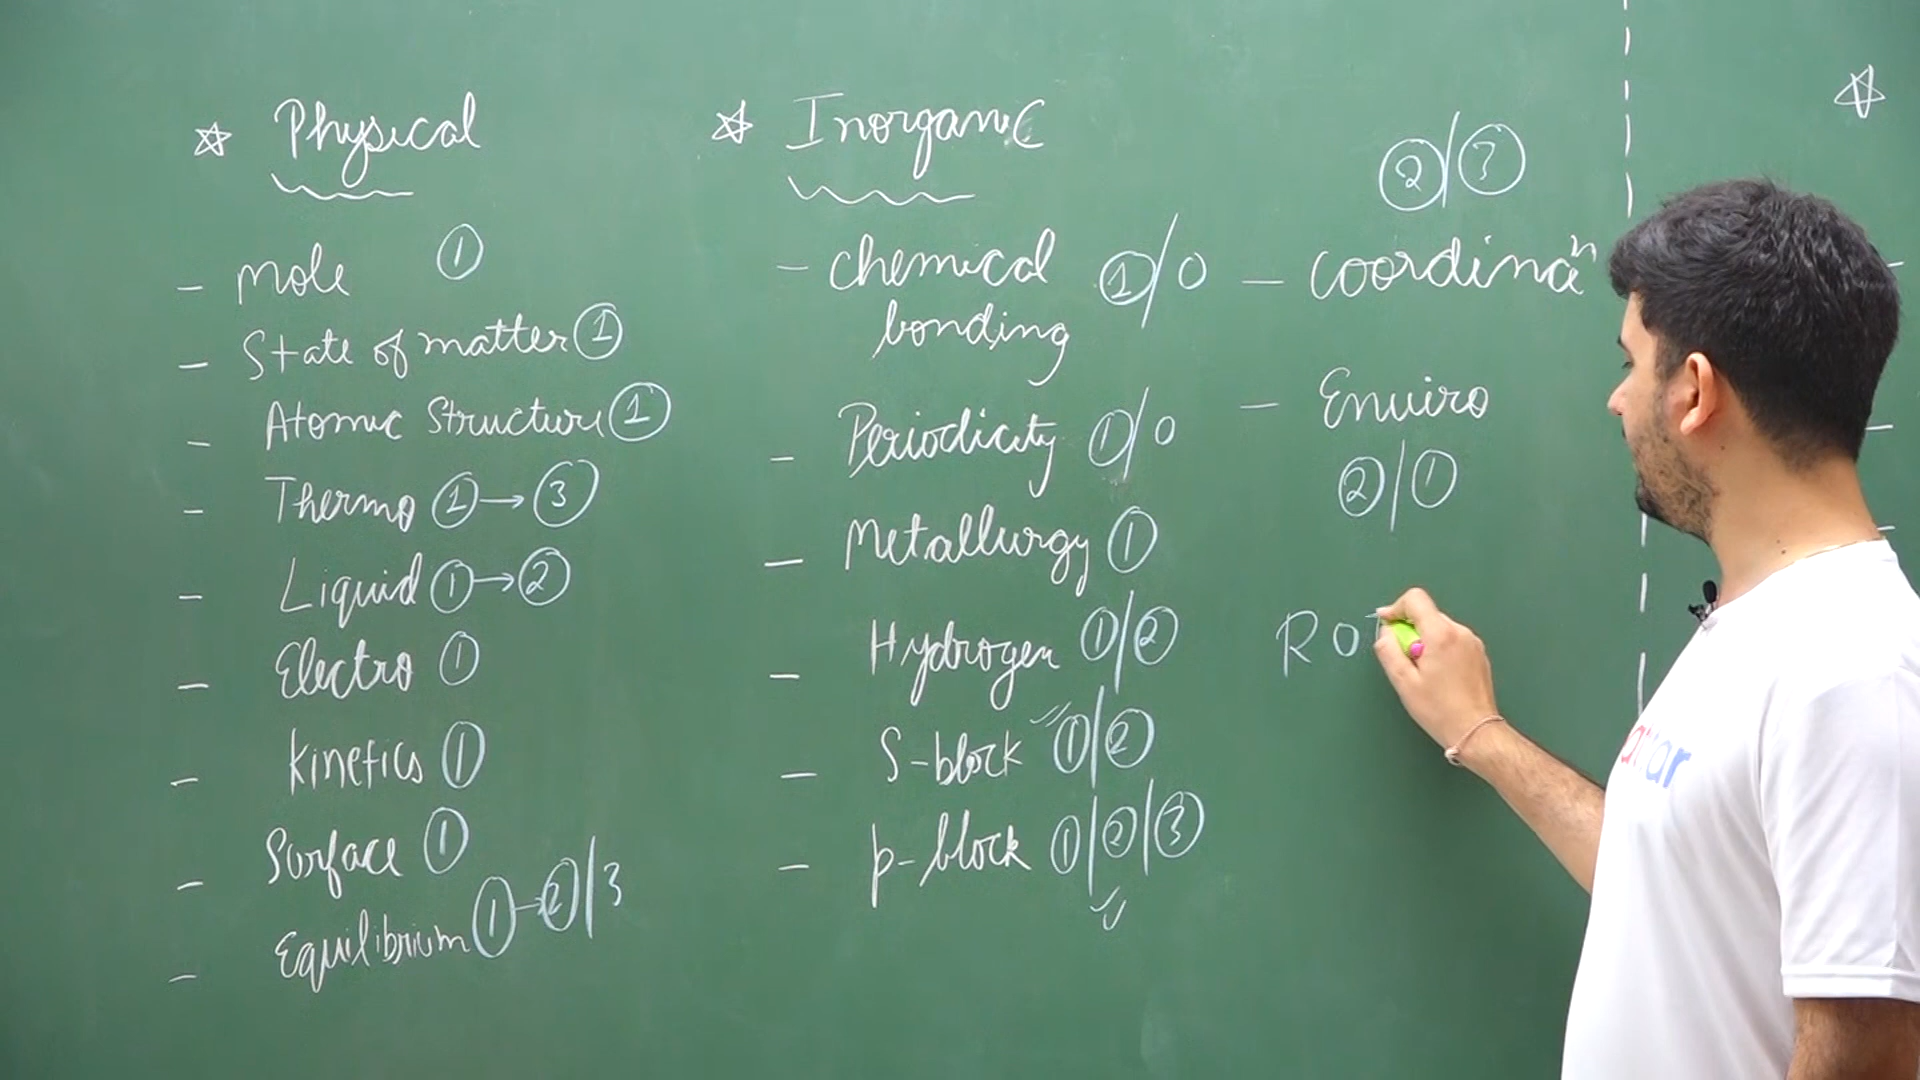 ☆ Physical
- Mole ①
- State of matter ①
- Atomic Structure ①
- Thermo ① → ③
- Liquid ① → ②
- Electro ①
- Kinetics ①
- Surface ①
- Equilibrium ① → ② / 3
☆ Inorganic
- Chemical ① / 0
bonding
- Periodicity ① / 0
- Metallurgy ①
- Hydrogen ① / ②
- S-block ① / ②
- p-block ① / ② / ③
② / ③
- Coordinaⁿ
- Enviro
② / ①
R O